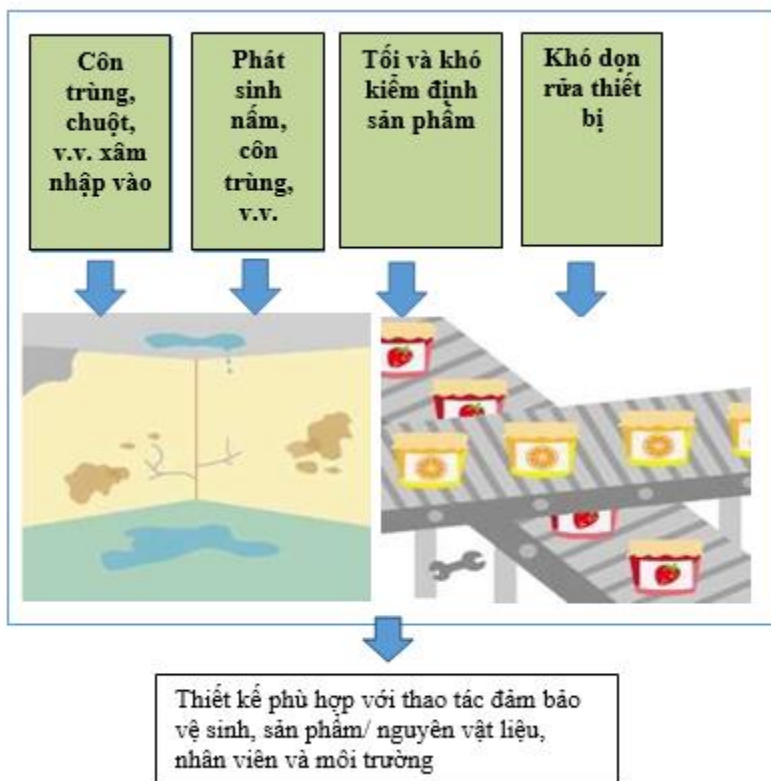 Côn
trùng,
chuột,
v.v. xâm
nhập vào
Phát
sinh
nấm,
côn
trùng,
v.v.
Tối và khó
kiểm định
sản phẩm
Khó dọn
rửa thiết
bị
Thiết kế phù hợp với thao tác đảm bảo
vệ sinh, sản phẩm/ nguyên vật liệu,
nhân viên và môi trường